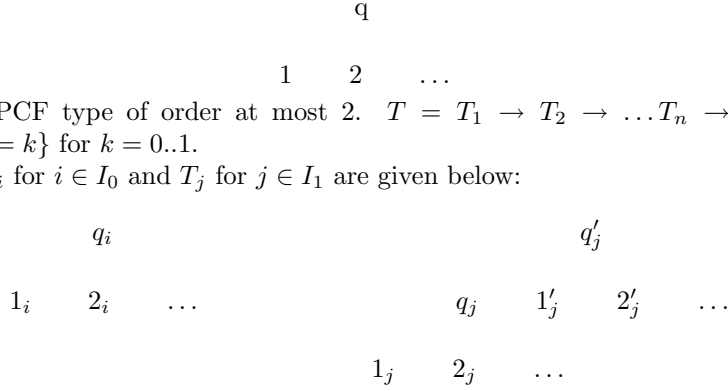 q
1 2 …
PCF type of order at most 2. T = T₁ → T₂ → … Tₙ →
= k} for k = 0..1.
ᵢ for i ∈ I₀ and Tⱼ for j ∈ I₁ are given below:
qᵢ q′ⱼ
1ᵢ 2ᵢ … qⱼ 1′ⱼ 2′ⱼ …
1ⱼ 2ⱼ …